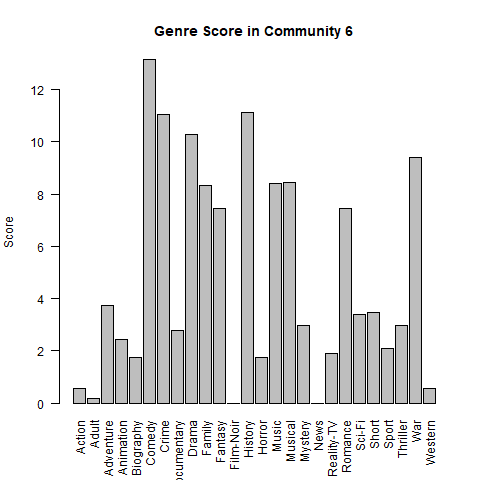 Genre Score in Community 6
Score
12
10
8
6
4
2
0
Action
Adult
Adventure
Animation
Biography
Comedy
Crime
ocumentary
Drama
Family
Fantasy
Film-Noir
History
Horror
Music
Musical
Mystery
News
Reality-TV
Romance
Sci-Fi
Short
Sport
Thriller
War
Western